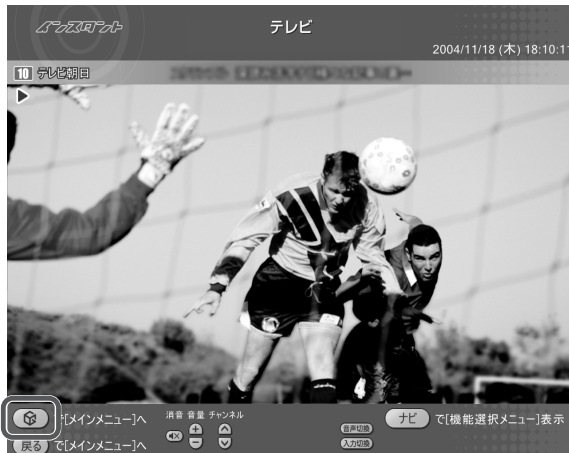 インスタント
テレビ
2004/11/18 (木) 18:10:11
10 テレビ朝日
で[メインメニュー]へ
消音 音量 チャンネル
音声切換
ナビ で[機能選択メニュー]表示
戻る で[メインメニュー]へ
入力切換